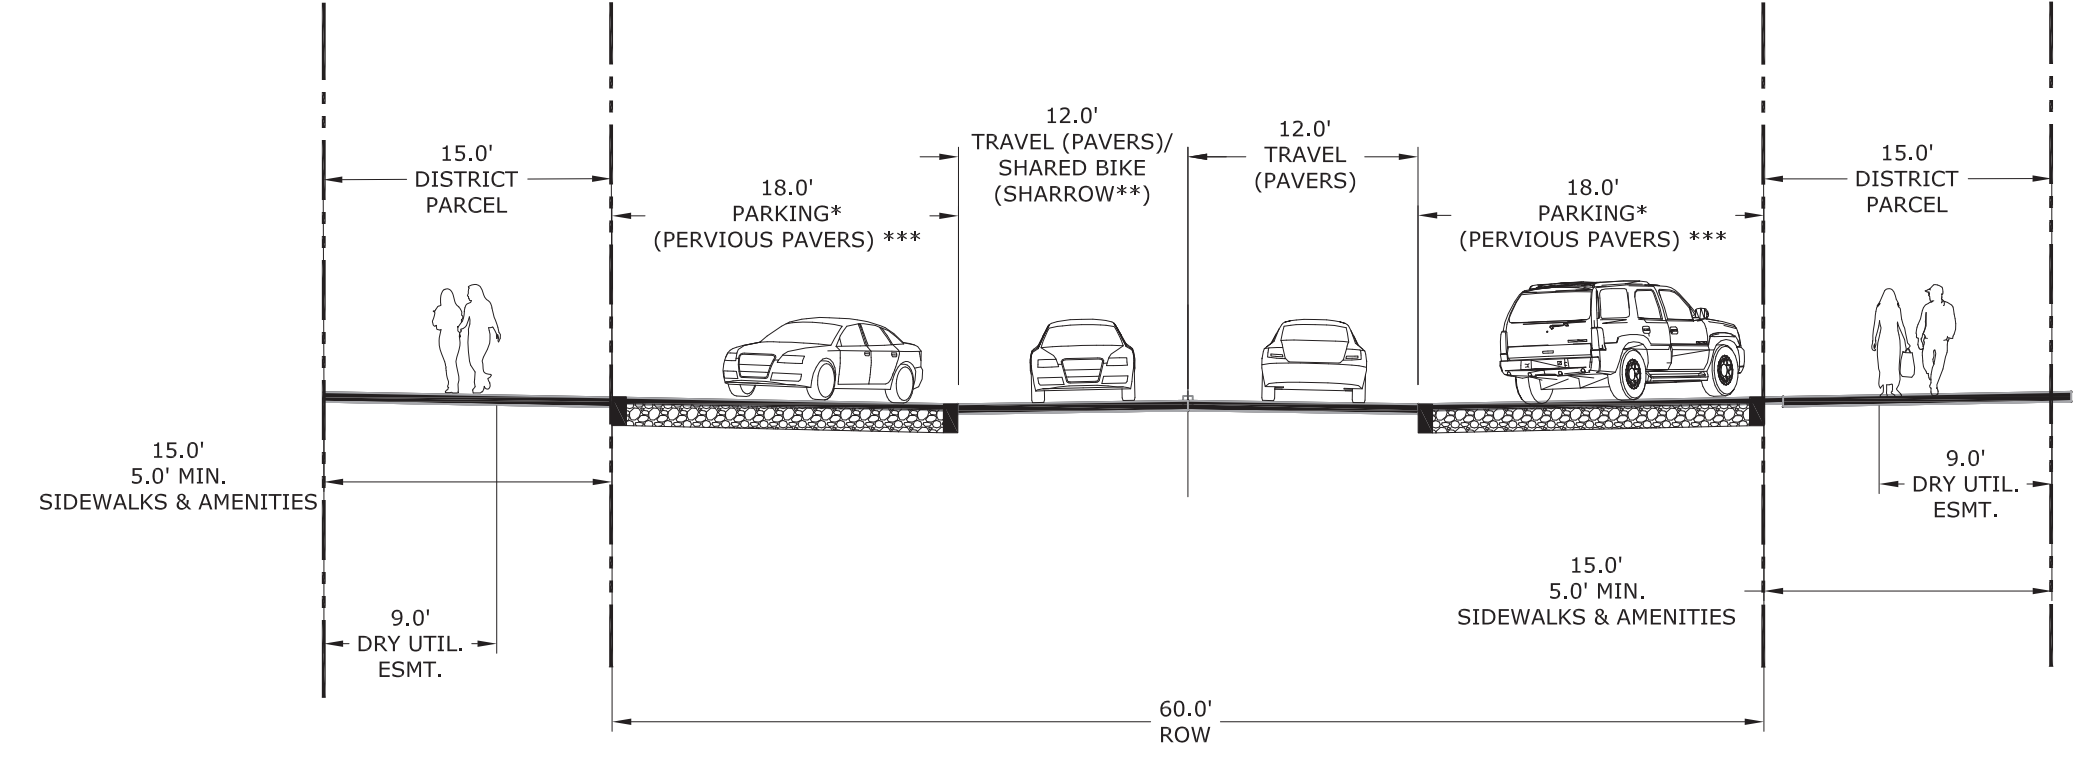 15.0'
DISTRICT
PARCEL
18.0'
PARKING*
(PERVIOUS PAVERS) ***
12.0'
TRAVEL (PAVERS)/
SHARED BIKE
(SHARROW**)
12.0'
TRAVEL
(PAVERS)
18.0'
PARKING*
(PERVIOUS PAVERS) ***
15.0'
DISTRICT
PARCEL
15.0'
5.0' MIN.
SIDEWALKS & AMENITIES
9.0'
DRY UTIL.
ESMT.
9.0'
DRY UTIL.
ESMT.
15.0'
5.0' MIN.
SIDEWALKS & AMENITIES
60.0'
ROW